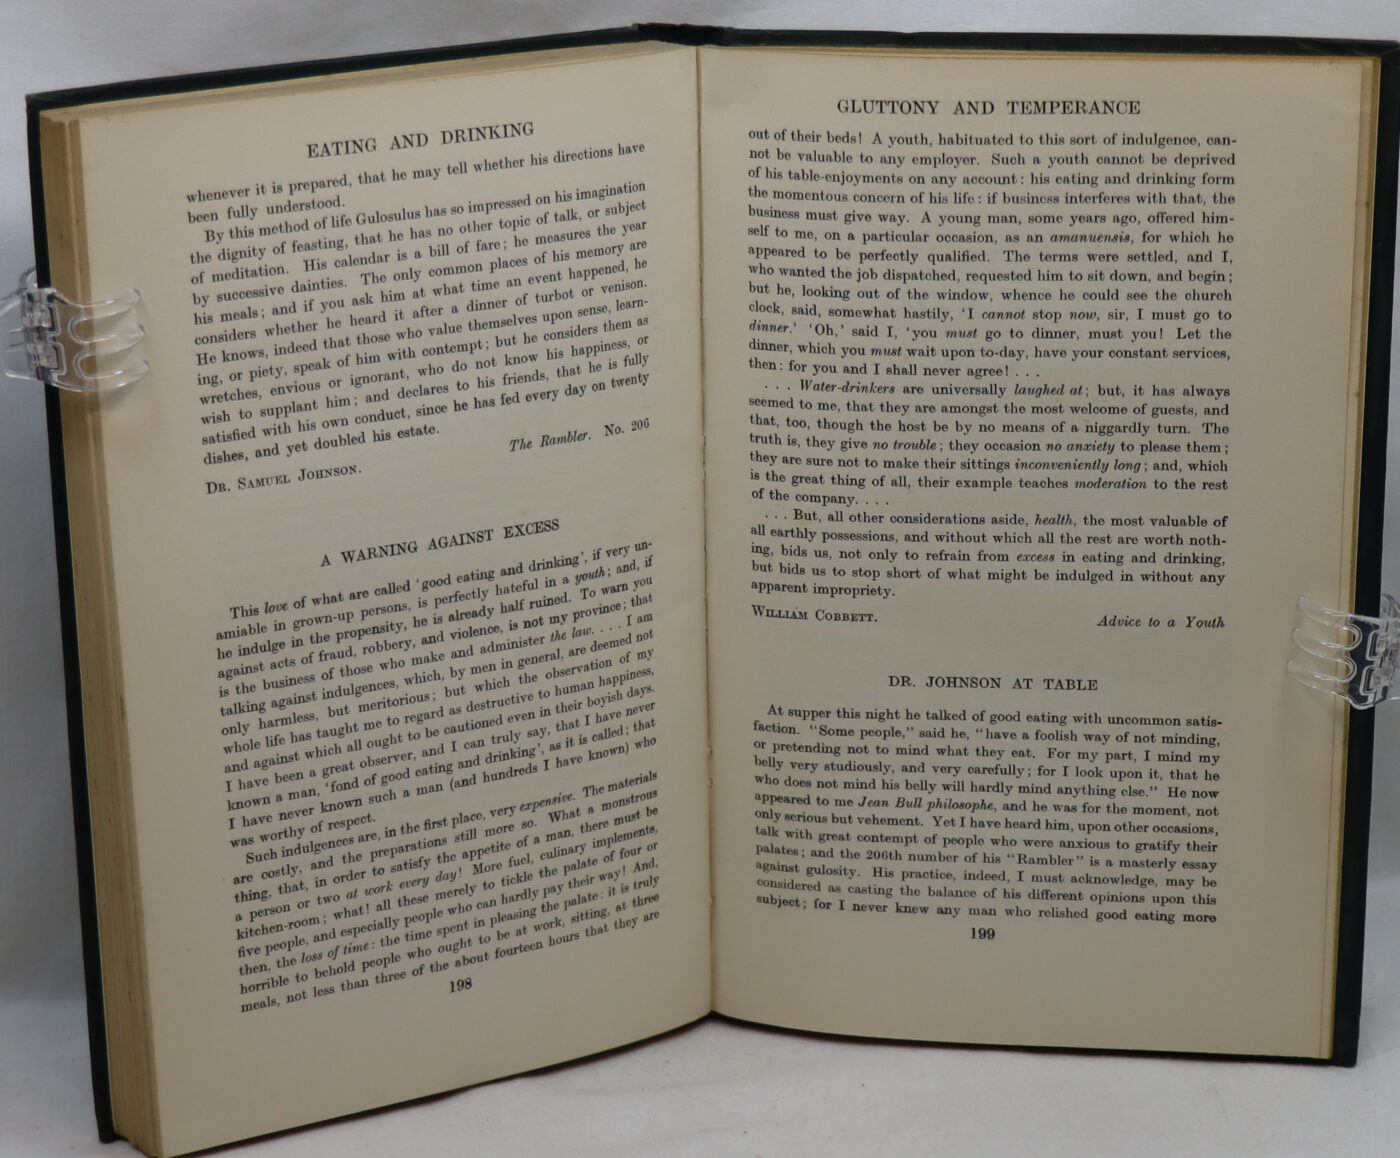 EATING AND DRINKING
whenever it is prepared, that he may tell whether his directions have
been fully understood.
By this method of life Gulosulus has so impressed on his imagination
the dignity of feasting, that he has no other topic of talk, or subject
of meditation. His calendar is a bill of fare; he measures the year
by successive dainties. The only common places of his memory are
his meals; and if you ask him at what time an event happened, he
considers whether he heard it after a dinner of turbot or venison.
He knows, indeed that those who value themselves upon sense, learn-
ing, or piety, speak of him with contempt; but he considers them as
wretches, envious or ignorant, who do not know his happiness, or
wish to supplant him; and declares to his friends, that he is fully
satisfied with his own conduct, since he has fed every day on twenty
dishes, and yet doubled his estate.
The Rambler. No. 206
DR. SAMUEL JOHNSON.
A WARNING AGAINST EXCESS
This love of what are called 'good eating and drinking', if very un-
amiable in grown-up persons, is perfectly hateful in a youth; and, if
he indulge in the propensity, he is already half ruined. To warn you
against acts of fraud, robbery, and violence, is not my province; that
is the business of those who make and administer the law. . . . I am
talking against indulgences, which, by men in general, are deemed not
only harmless, but meritorious; but which the observation of my
whole life has taught me to regard as destructive to human happiness,
and against which all ought to be cautioned even in their boyish days.
I have been a great observer, and I can truly say, that I have never
known a man, 'fond of good eating and drinking', as it is called; that
I have never known such a man (and hundreds I have known) who
was worthy of respect.
Such indulgences are, in the first place, very expensive. The materials
are costly, and the preparations still more so. What a monstrous
thing, that, in order to satisfy the appetite of a man, there must be
a person or two at work every day! More fuel, culinary implements,
kitchen-room; what! all these merely to tickle the palate of four or
five people, and especially people who can hardly pay their way! And,
then, the loss of time: the time spent in pleasing the palate: it is truly
horrible to behold people who ought to be at work, sitting, at three
meals, not less than three of the about fourteen hours that they are
198
GLUTTONY AND TEMPERANCE
out of their beds! A youth, habituated to this sort of indulgence, can-
not be valuable to any employer. Such a youth cannot be deprived
of his table-enjoyments on any account: his eating and drinking form
the momentous concern of his life: if business interferes with that, the
business must give way. A young man, some years ago, offered him-
self to me, on a particular occasion, as an amanuensis, for which he
appeared to be perfectly qualified. The terms were settled, and I,
who wanted the job dispatched, requested him to sit down, and begin;
but he, looking out of the window, whence he could see the church
clock, said, somewhat hastily, 'I cannot stop now, sir, I must go to
dinner.' 'Oh,' said I, 'you must go to dinner, must you! Let the
dinner, which you must wait upon to-day, have your constant services,
then: for you and I shall never agree! . . .
. . . Water-drinkers are universally laughed at; but, it has always
seemed to me, that they are amongst the most welcome of guests, and
that, too, though the host be by no means of a niggardly turn. The
truth is, they give no trouble; they occasion no anxiety to please them;
they are sure not to make their sittings inconveniently long; and, which
is the great thing of all, their example teaches moderation to the rest
of the company. . . .
. . . But, all other considerations aside, health, the most valuable of
all earthly possessions, and without which all the rest are worth noth-
ing, bids us, not only to refrain from excess in eating and drinking,
but bids us to stop short of what might be indulged in without any
apparent impropriety.
WILLIAM COBBETT.
Advice to a Youth
DR. JOHNSON AT TABLE
At supper this night he talked of good eating with uncommon satis-
faction. "Some people," said he, "have a foolish way of not minding,
or pretending not to mind what they eat. For my part, I mind my
belly very studiously, and very carefully; for I look upon it, that he
who does not mind his belly will hardly mind anything else." He now
appeared to me Jean Bull philosophe, and he was for the moment, not
only serious but vehement. Yet I have heard him, upon other occasions,
talk with great contempt of people who were anxious to gratify their
palates; and the 206th number of his "Rambler" is a masterly essay
against gulosity. His practice, indeed, I must acknowledge, may be
considered as casting the balance of his different opinions upon this
subject; for I never knew any man who relished good eating more
199